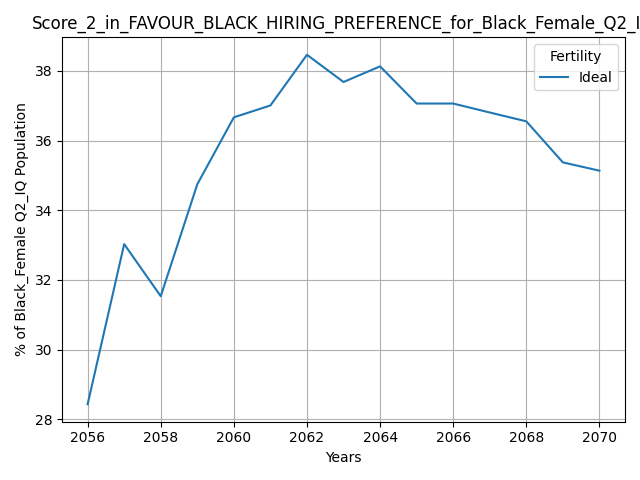 Score_2_in_FAVOUR_BLACK_HIRING_PREFERENCE_for_Black_Female_Q2_I
Fertility
Ideal
% of Black_Female Q2_IQ Population
38
36
34
32
30
28
2056 2058 2060 2062 2064 2066 2068 2070
Years